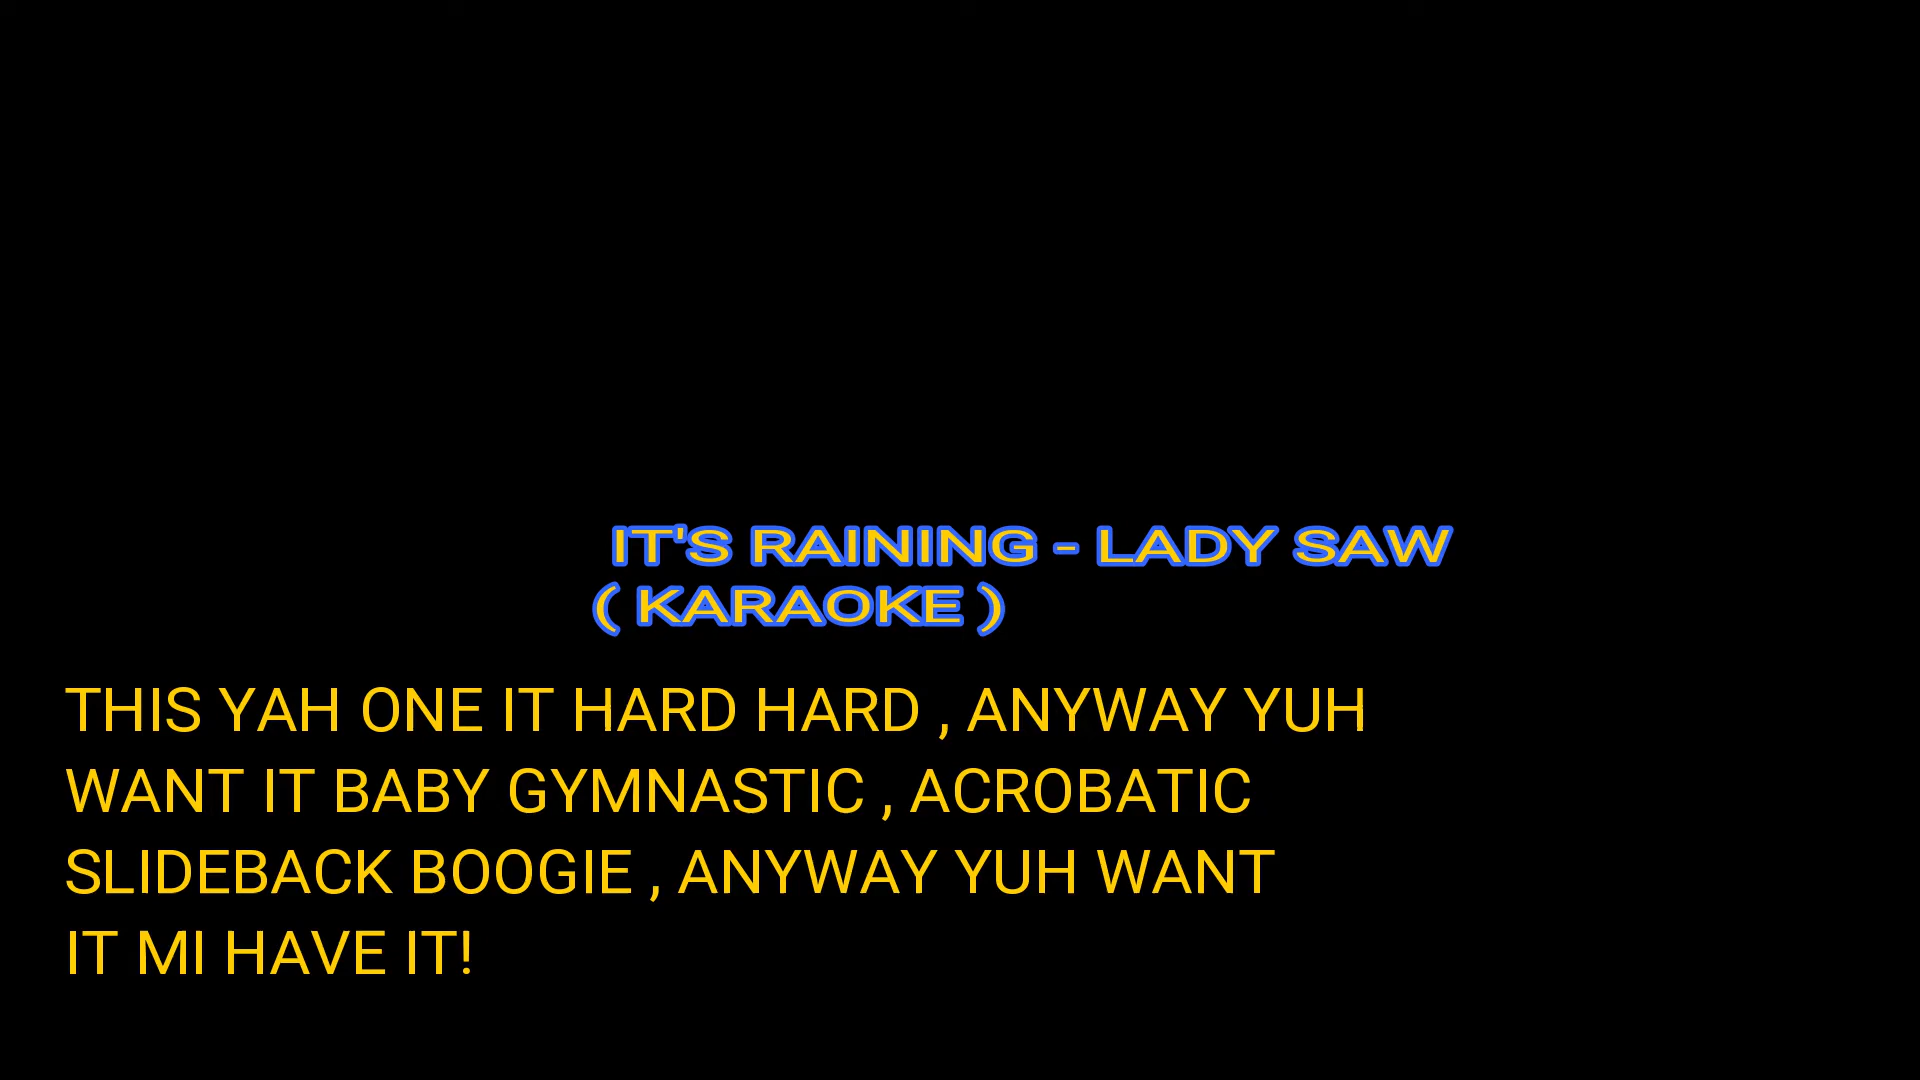 IT'S RAINING - LADY SAW
( KARAOKE )
THIS YAH ONE IT HARD HARD , ANYWAY YUH
WANT IT BABY GYMNASTIC , ACROBATIC
SLIDEBACK BOOGIE , ANYWAY YUH WANT
IT MI HAVE IT!